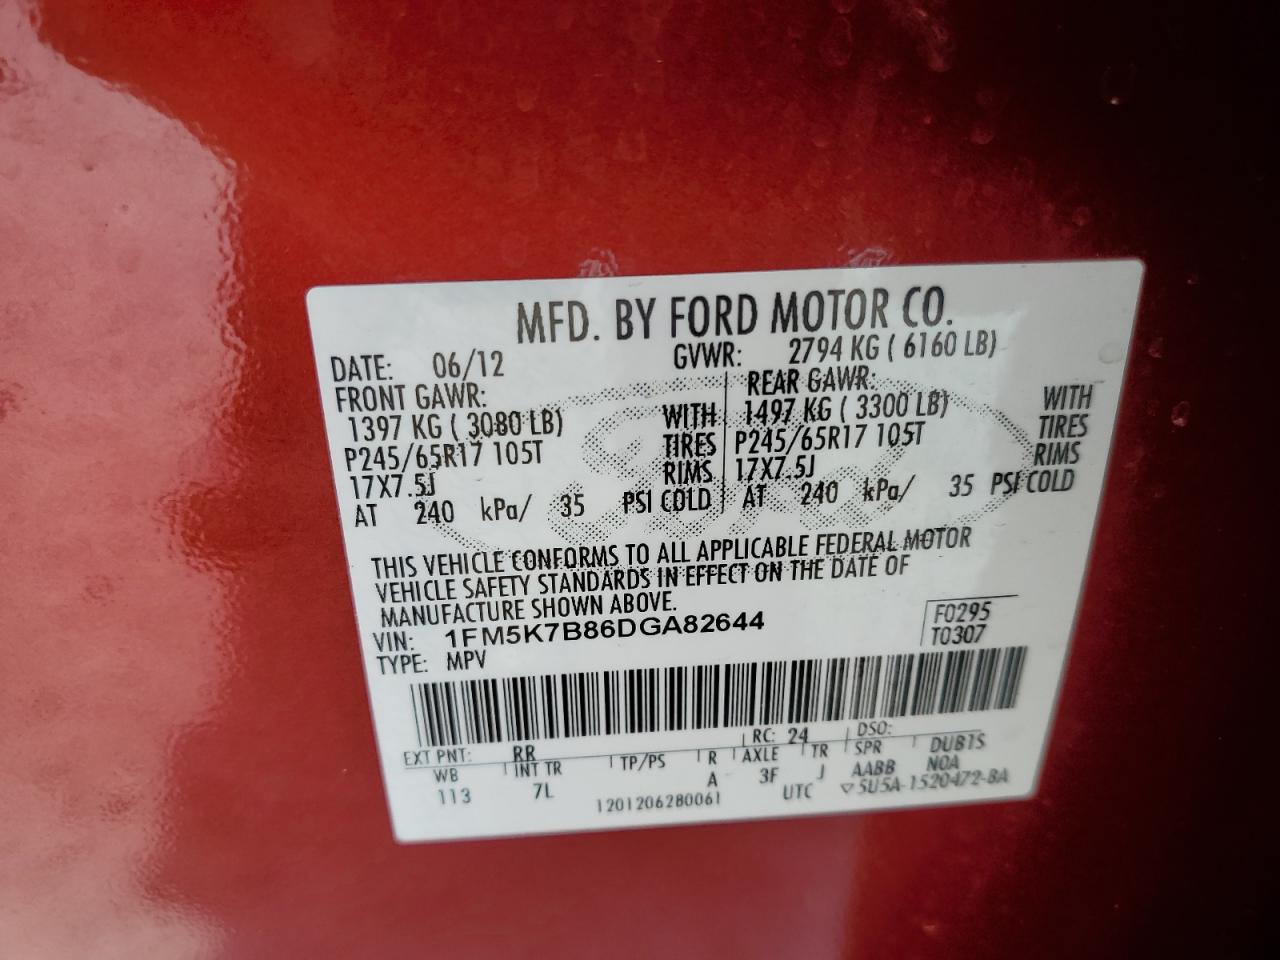 MFD. BY FORD MOTOR CO.
DATE: 06/12 GVWR: 2794 KG ( 6160 LB)
FRONT GAWR: REAR GAWR:
1397 KG ( 3080 LB) WITH 1497 KG ( 3300 LB) WITH
P245/65R17 105T TIRES P245/65R17 105T TIRES
17X7.5J RIMS 17X7.5J RIMS
AT 240 kPa/ 35 PSI COLD AT 240 kPa/ 35 PSI COLD
THIS VEHICLE CONFORMS TO ALL APPLICABLE FEDERAL MOTOR
VEHICLE SAFETY STANDARDS IN EFFECT ON THE DATE OF
MANUFACTURE SHOWN ABOVE.
VIN: 1FM5K7B86DGA82644 F0295
TYPE: MPV T0307
EXT PNT: RR RC: 24 DSO:
WB INT TR TP/PS R AXLE TR SPR DUBTS
113 7L A 3F J AABB NOA
1201206280061 UTC ▽5U5A-1520472-BA
Ford